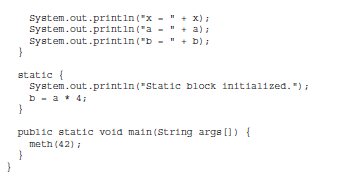 System.out.println("x = " + x);
System.out.println("a = " + a);
System.out.println("b = " + b);
}
static {
System.out.println("Static block initialized.");
b = a * 4;
}
public static void main(String args[]) {
meth(42);
}
}